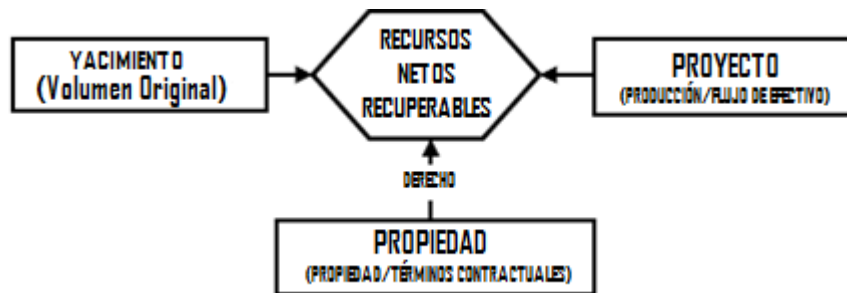 YACIMIENTO
(Volumen Original)
RECURSOS
NETOS
RECUPERABLES
PROYECTO
(PRODUCCIÓN/FLUJO DE EFECTIVO)
DERECHO
PROPIEDAD
(PROPIEDAD/TÉRMINOS CONTRACTUALES)